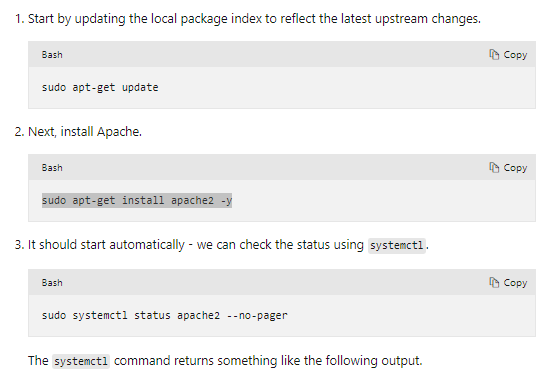 1. Start by updating the local package index to reflect the latest upstream changes.
Bash Copy
sudo apt-get update
2. Next, install Apache.
Bash Copy
sudo apt-get install apache2 -y
3. It should start automatically - we can check the status using systemctl.
Bash Copy
sudo systemctl status apache2 --no-pager
The systemctl command returns something like the following output.